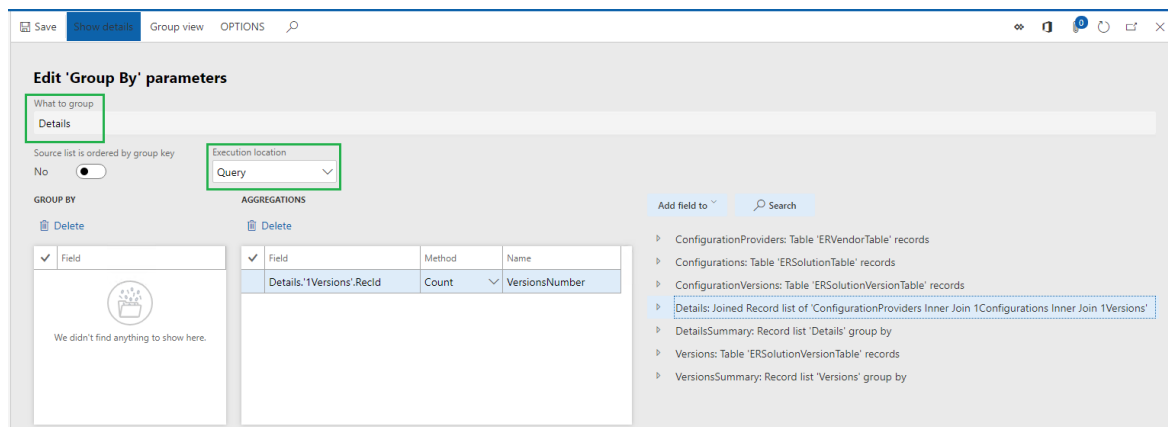 Save Show details Group view OPTIONS 0
Edit 'Group By' parameters
What to group
Details
Source list is ordered by group key Execution location
No Query
GROUP BY AGGREGATIONS
Add field to Search
Delete Delete
Field Field Method Name
Details.'1Versions'.RecId Count VersionsNumber
We didn't find anything to show here.
ConfigurationProviders: Table 'ERVendorTable' records
Configurations: Table 'ERSolutionTable' records
ConfigurationVersions: Table 'ERSolutionVersionTable' records
Details: Joined Record list of 'ConfigurationProviders Inner Join 1Configurations Inner Join 1Versions'
DetailsSummary: Record list 'Details' group by
Versions: Table 'ERSolutionVersionTable' records
VersionsSummary: Record list 'Versions' group by